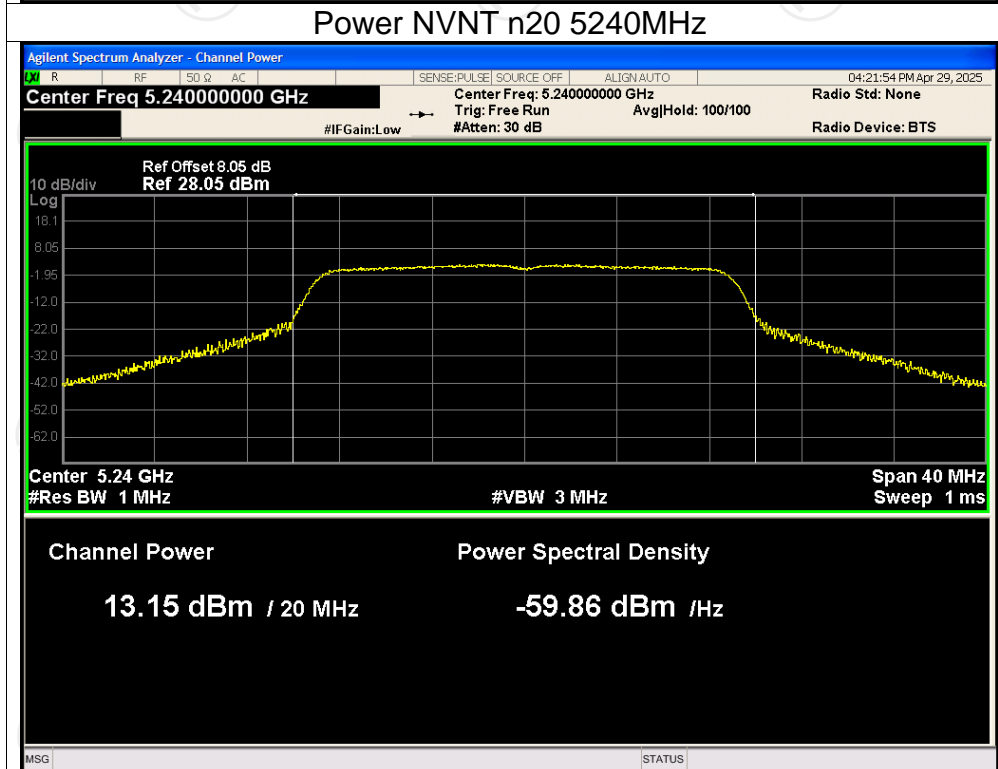 Power NVNT n20 5240MHz
Agilent Spectrum Analyzer - Channel Power
LXI R RF 50 Ω AC SENSE:PULSE SOURCE OFF ALIGN AUTO 04:21:54 PM Apr 29, 2025
Center Freq 5.240000000 GHz Center Freq: 5.240000000 GHz Radio Std: None
Trig: Free Run Avg|Hold: 100/100
#IFGain:Low #Atten: 30 dB Radio Device: BTS
Ref Offset 8.05 dB
10 dB/div Ref 28.05 dBm
Log
18.1
8.05
-1.95
-12.0
-22.0
-32.0
-42.0
-52.0
-62.0
Center 5.24 GHz Span 40 MHz
#Res BW 1 MHz #VBW 3 MHz Sweep 1 ms
Channel Power Power Spectral Density
13.15 dBm / 20 MHz -59.86 dBm /Hz
MSG STATUS